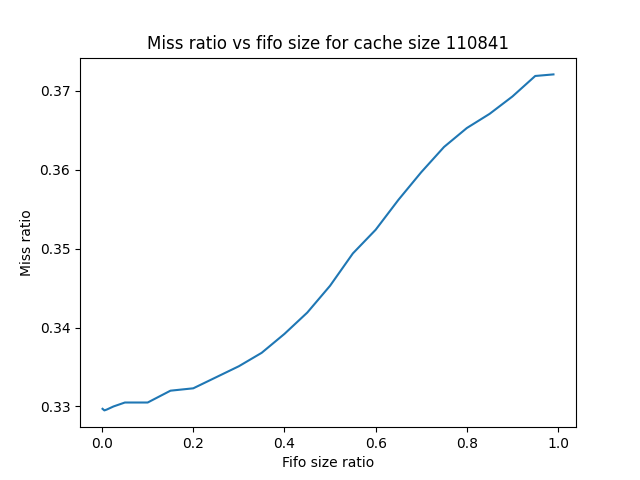 Miss ratio vs fifo size for cache size 110841
0.37
0.36
0.35
0.34
0.33
Miss ratio
0.0 0.2 0.4 0.6 0.8 1.0
Fifo size ratio